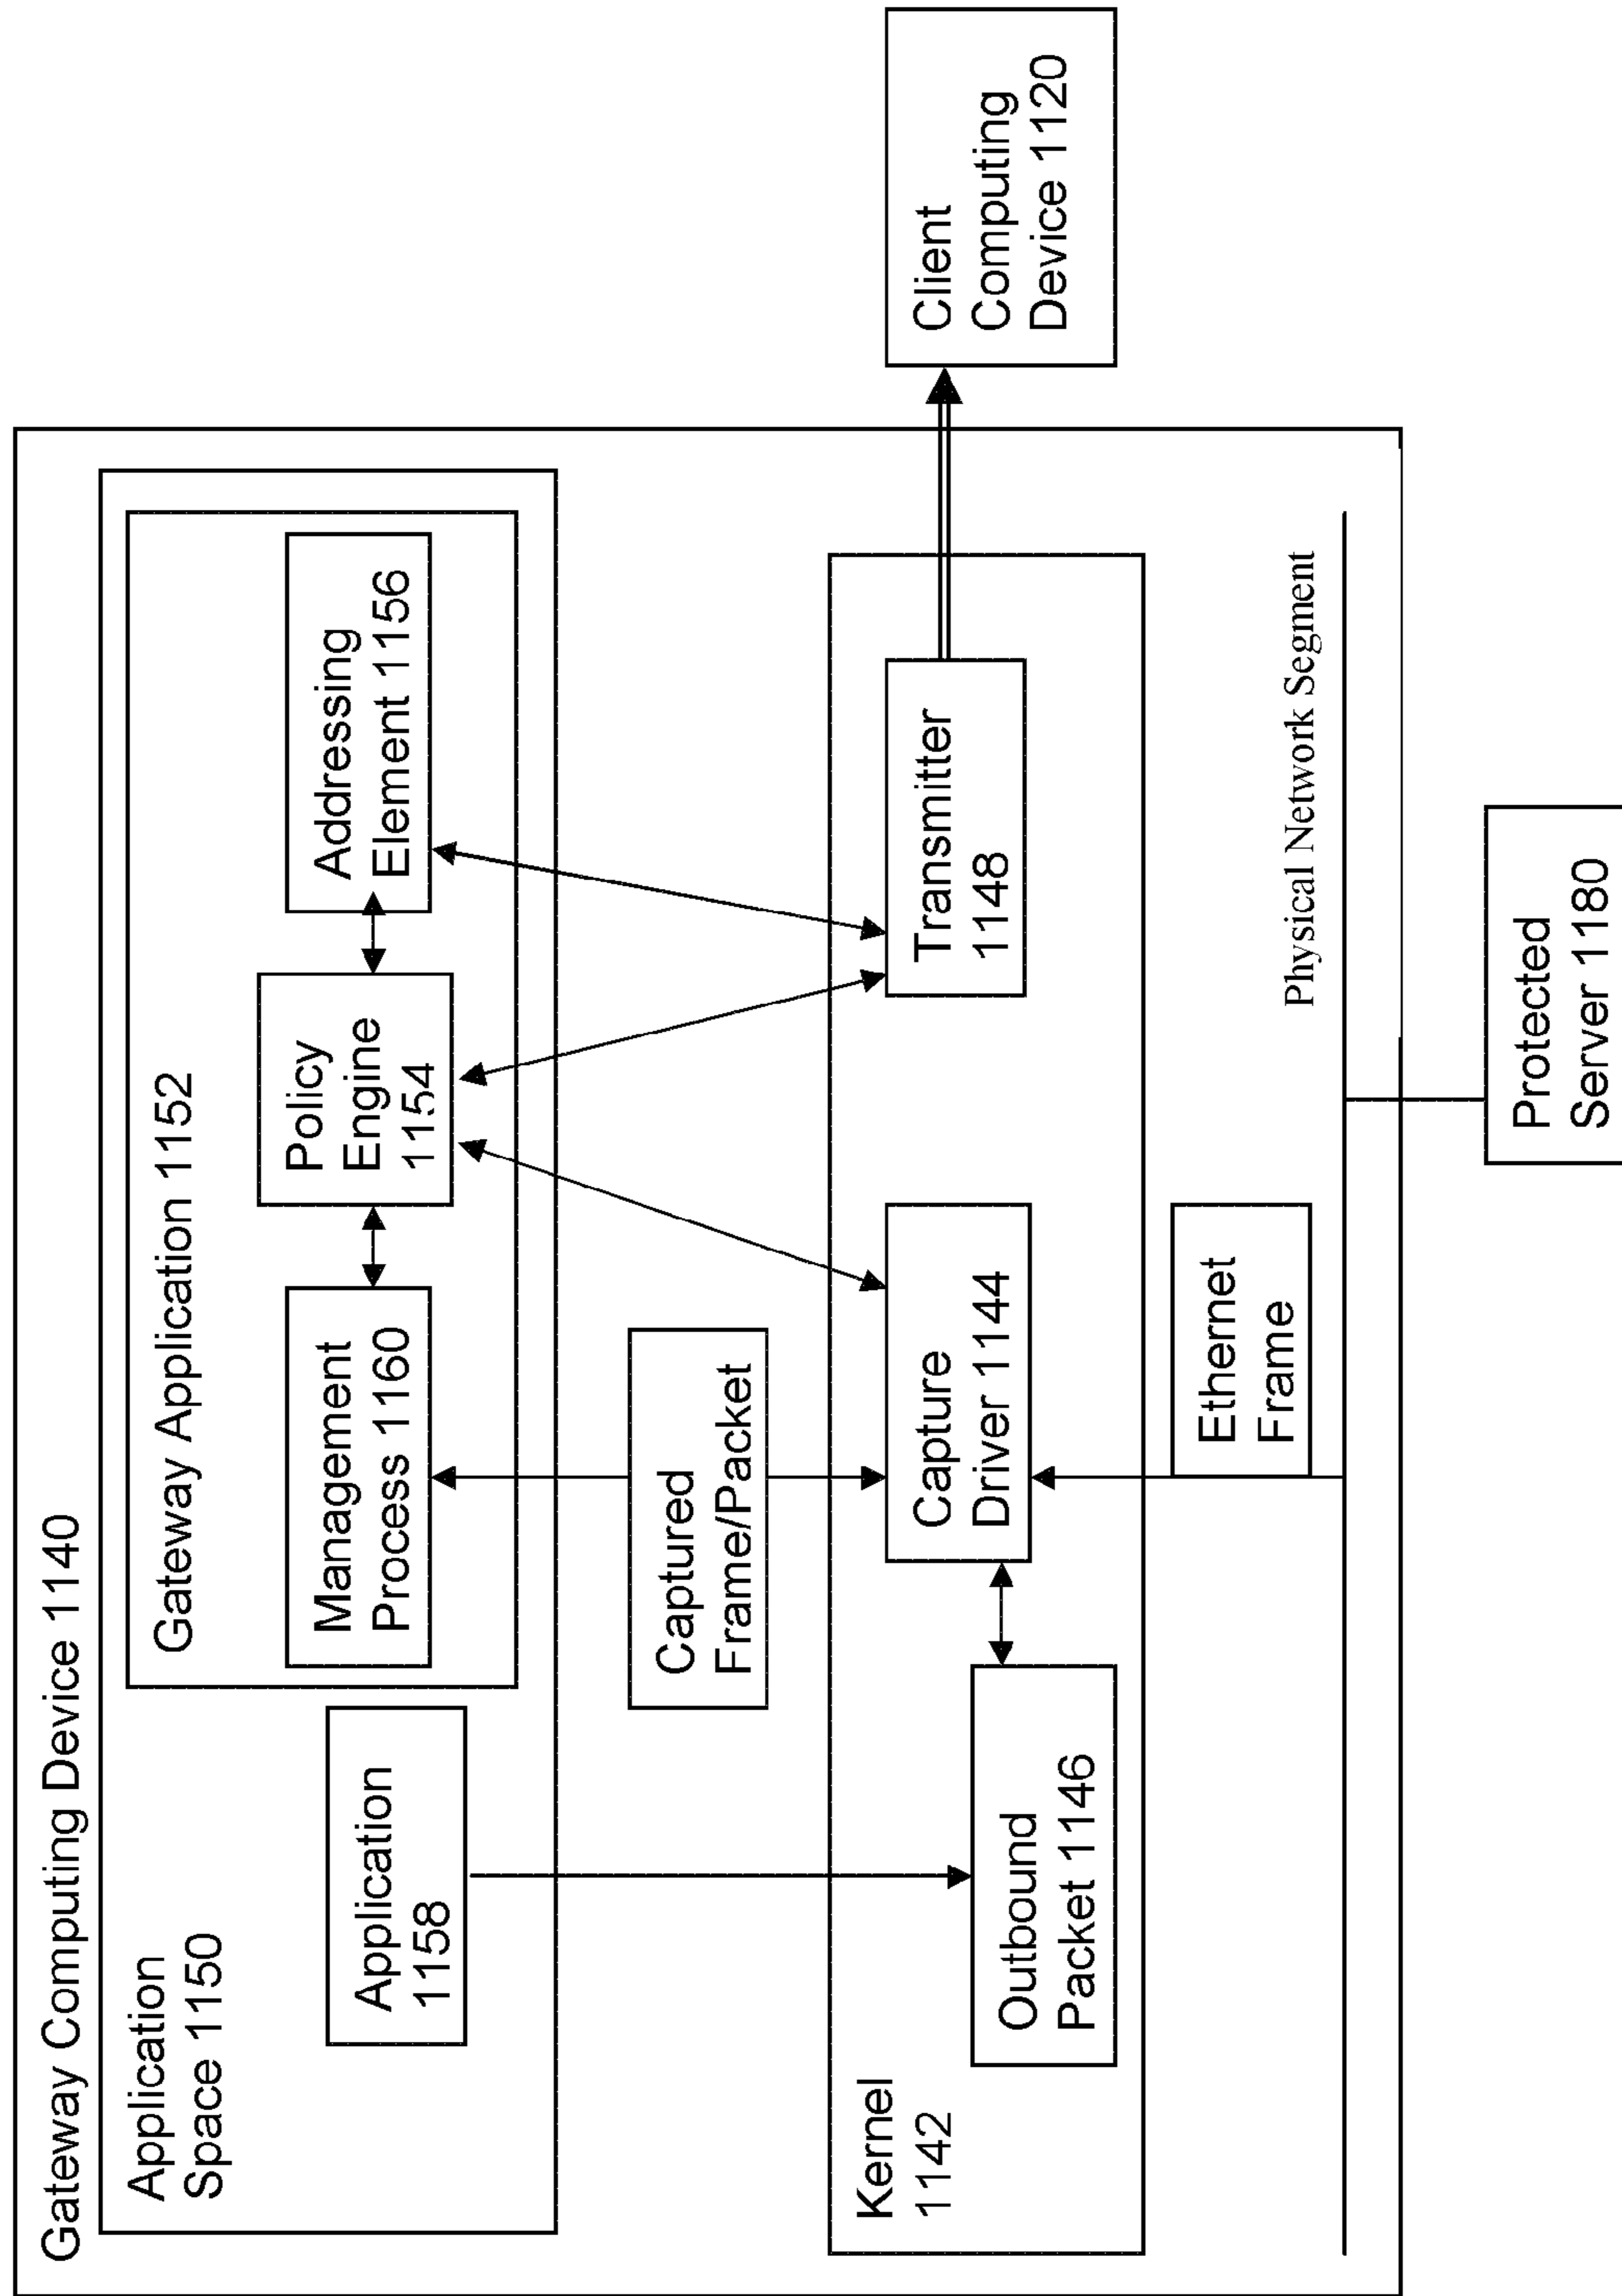 Gateway Computing Device 1140
Application
Space 1150
Gateway Application 1152
Application
1158
Management
Process 1160
Policy
Engine
1154
Addressing
Element 1156
Captured
Frame/Packet
Kernel
1142
Outbound
Packet 1146
Capture
Driver 1144
Transmitter
1148
Client
Computing
Device 1120
Ethernet
Frame
Physical Network Segment
Protected
Server 1180